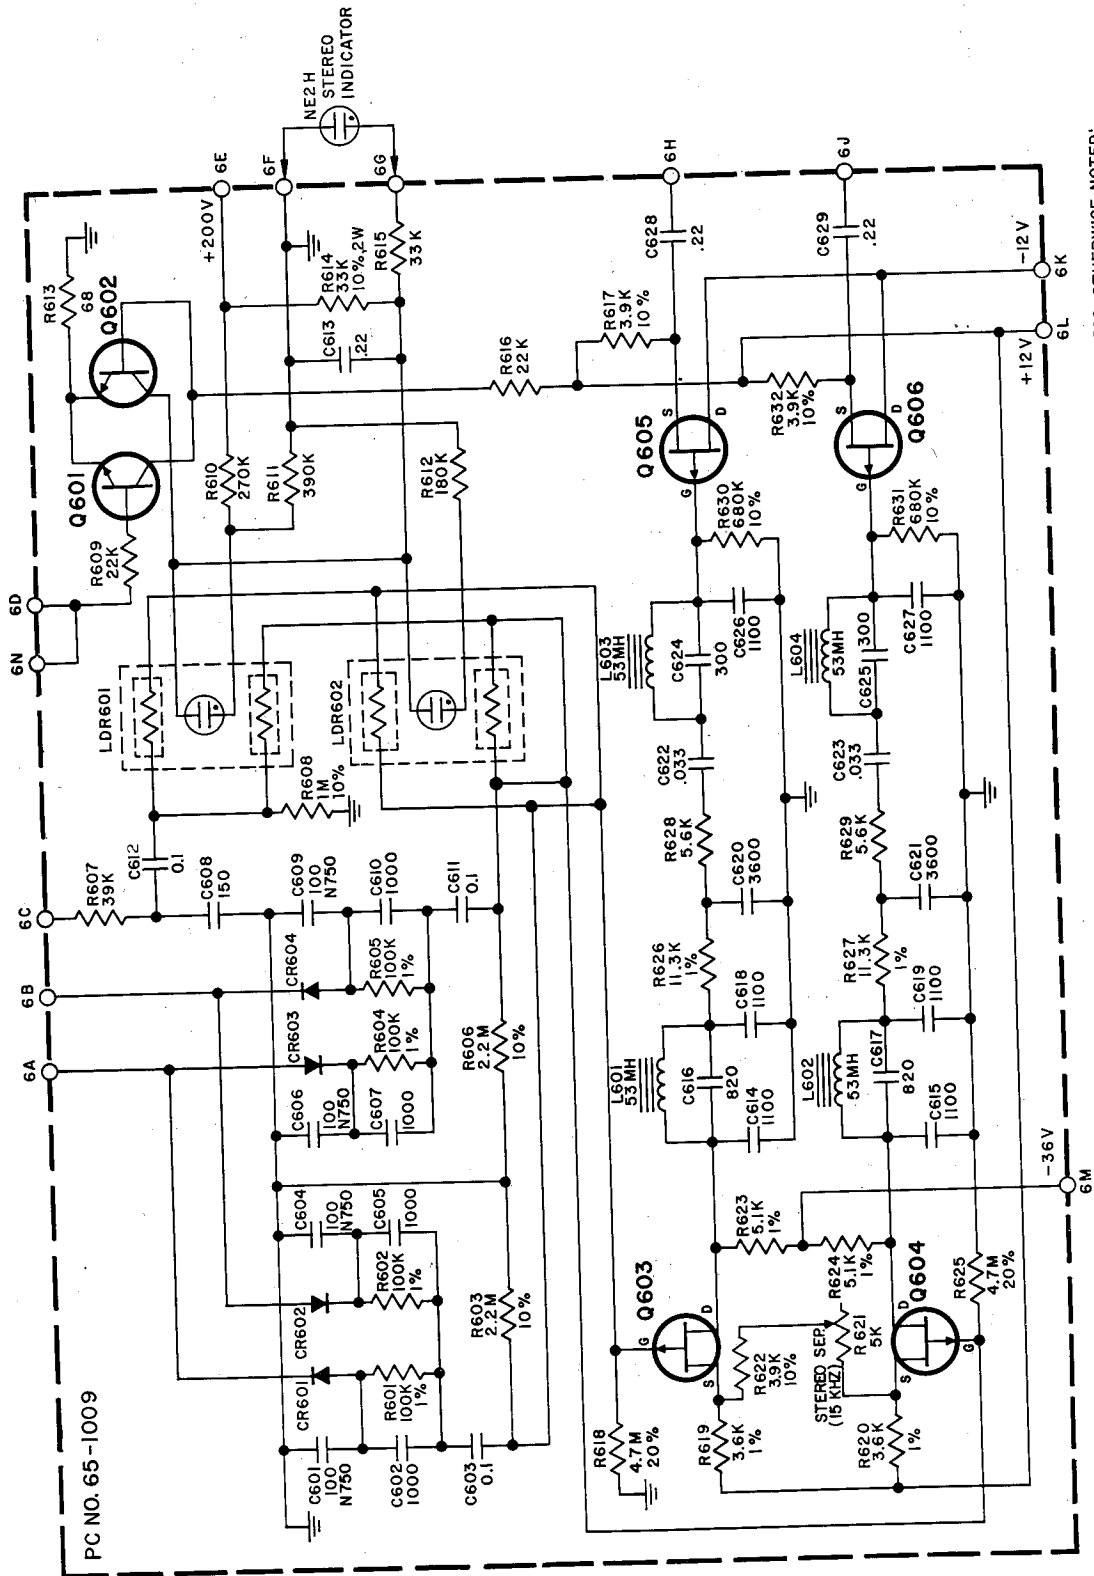 PC NO. 65-1009
6A
6B
6C
6N
6D
6E
+200V
6F
6G
6H
6J
6K
-12V
6L
+12V
6M
-36V
NE2H
STEREO
INDICATOR
C601
100
N750
C602
1000
C603
0.1
CR601
R601
100K
1%
CR602
R602
100K
1%
C604
100
N750
C605
1000
R603
2.2M
10%
C606
100
N750
C607
1000
CR603
R604
100K
1%
CR604
R605
100K
1%
R606
2.2M
10%
C609
100
N750
C610
1000
C611
0.1
R607
39K
C608
150
C612
0.1
R608
1M
10%
LDR601
LDR602
R609
22K
Q601
Q602
R613
68
R610
270K
R611
390K
R612
180K
C613
.22
R614
33K
10%,2W
R615
33K
R616
22K
R617
3.9K
10%
C628
.22
C629
.22
R632
3.9K
10%
Q605
S
D
G
Q606
S
D
G
R630
680K
10%
R631
680K
10%
L603
53MH
C624
300
C626
1100
L604
53MH
C625
300
C627
1100
C622
.033
C623
.033
R628
5.6K
R629
5.6K
C620
3600
C621
3600
R626
11.3K
1%
R627
11.3K
1%
C618
1100
C619
1100
L601
53MH
C616
820
C614
1100
L602
53MH
C617
820
C615
1100
R623
5.1K
1%
R624
5.1K
1%
Q603
G
D
S
Q604
D
S
G
R618
4.7M
20%
R619
3.6K
1%
R620
3.6K
1%
R622
3.9K
10%
STEREO SEP.
(15 KHZ)
R621
5K
R625
4.7M
20%
OTHERWISE NOTED: